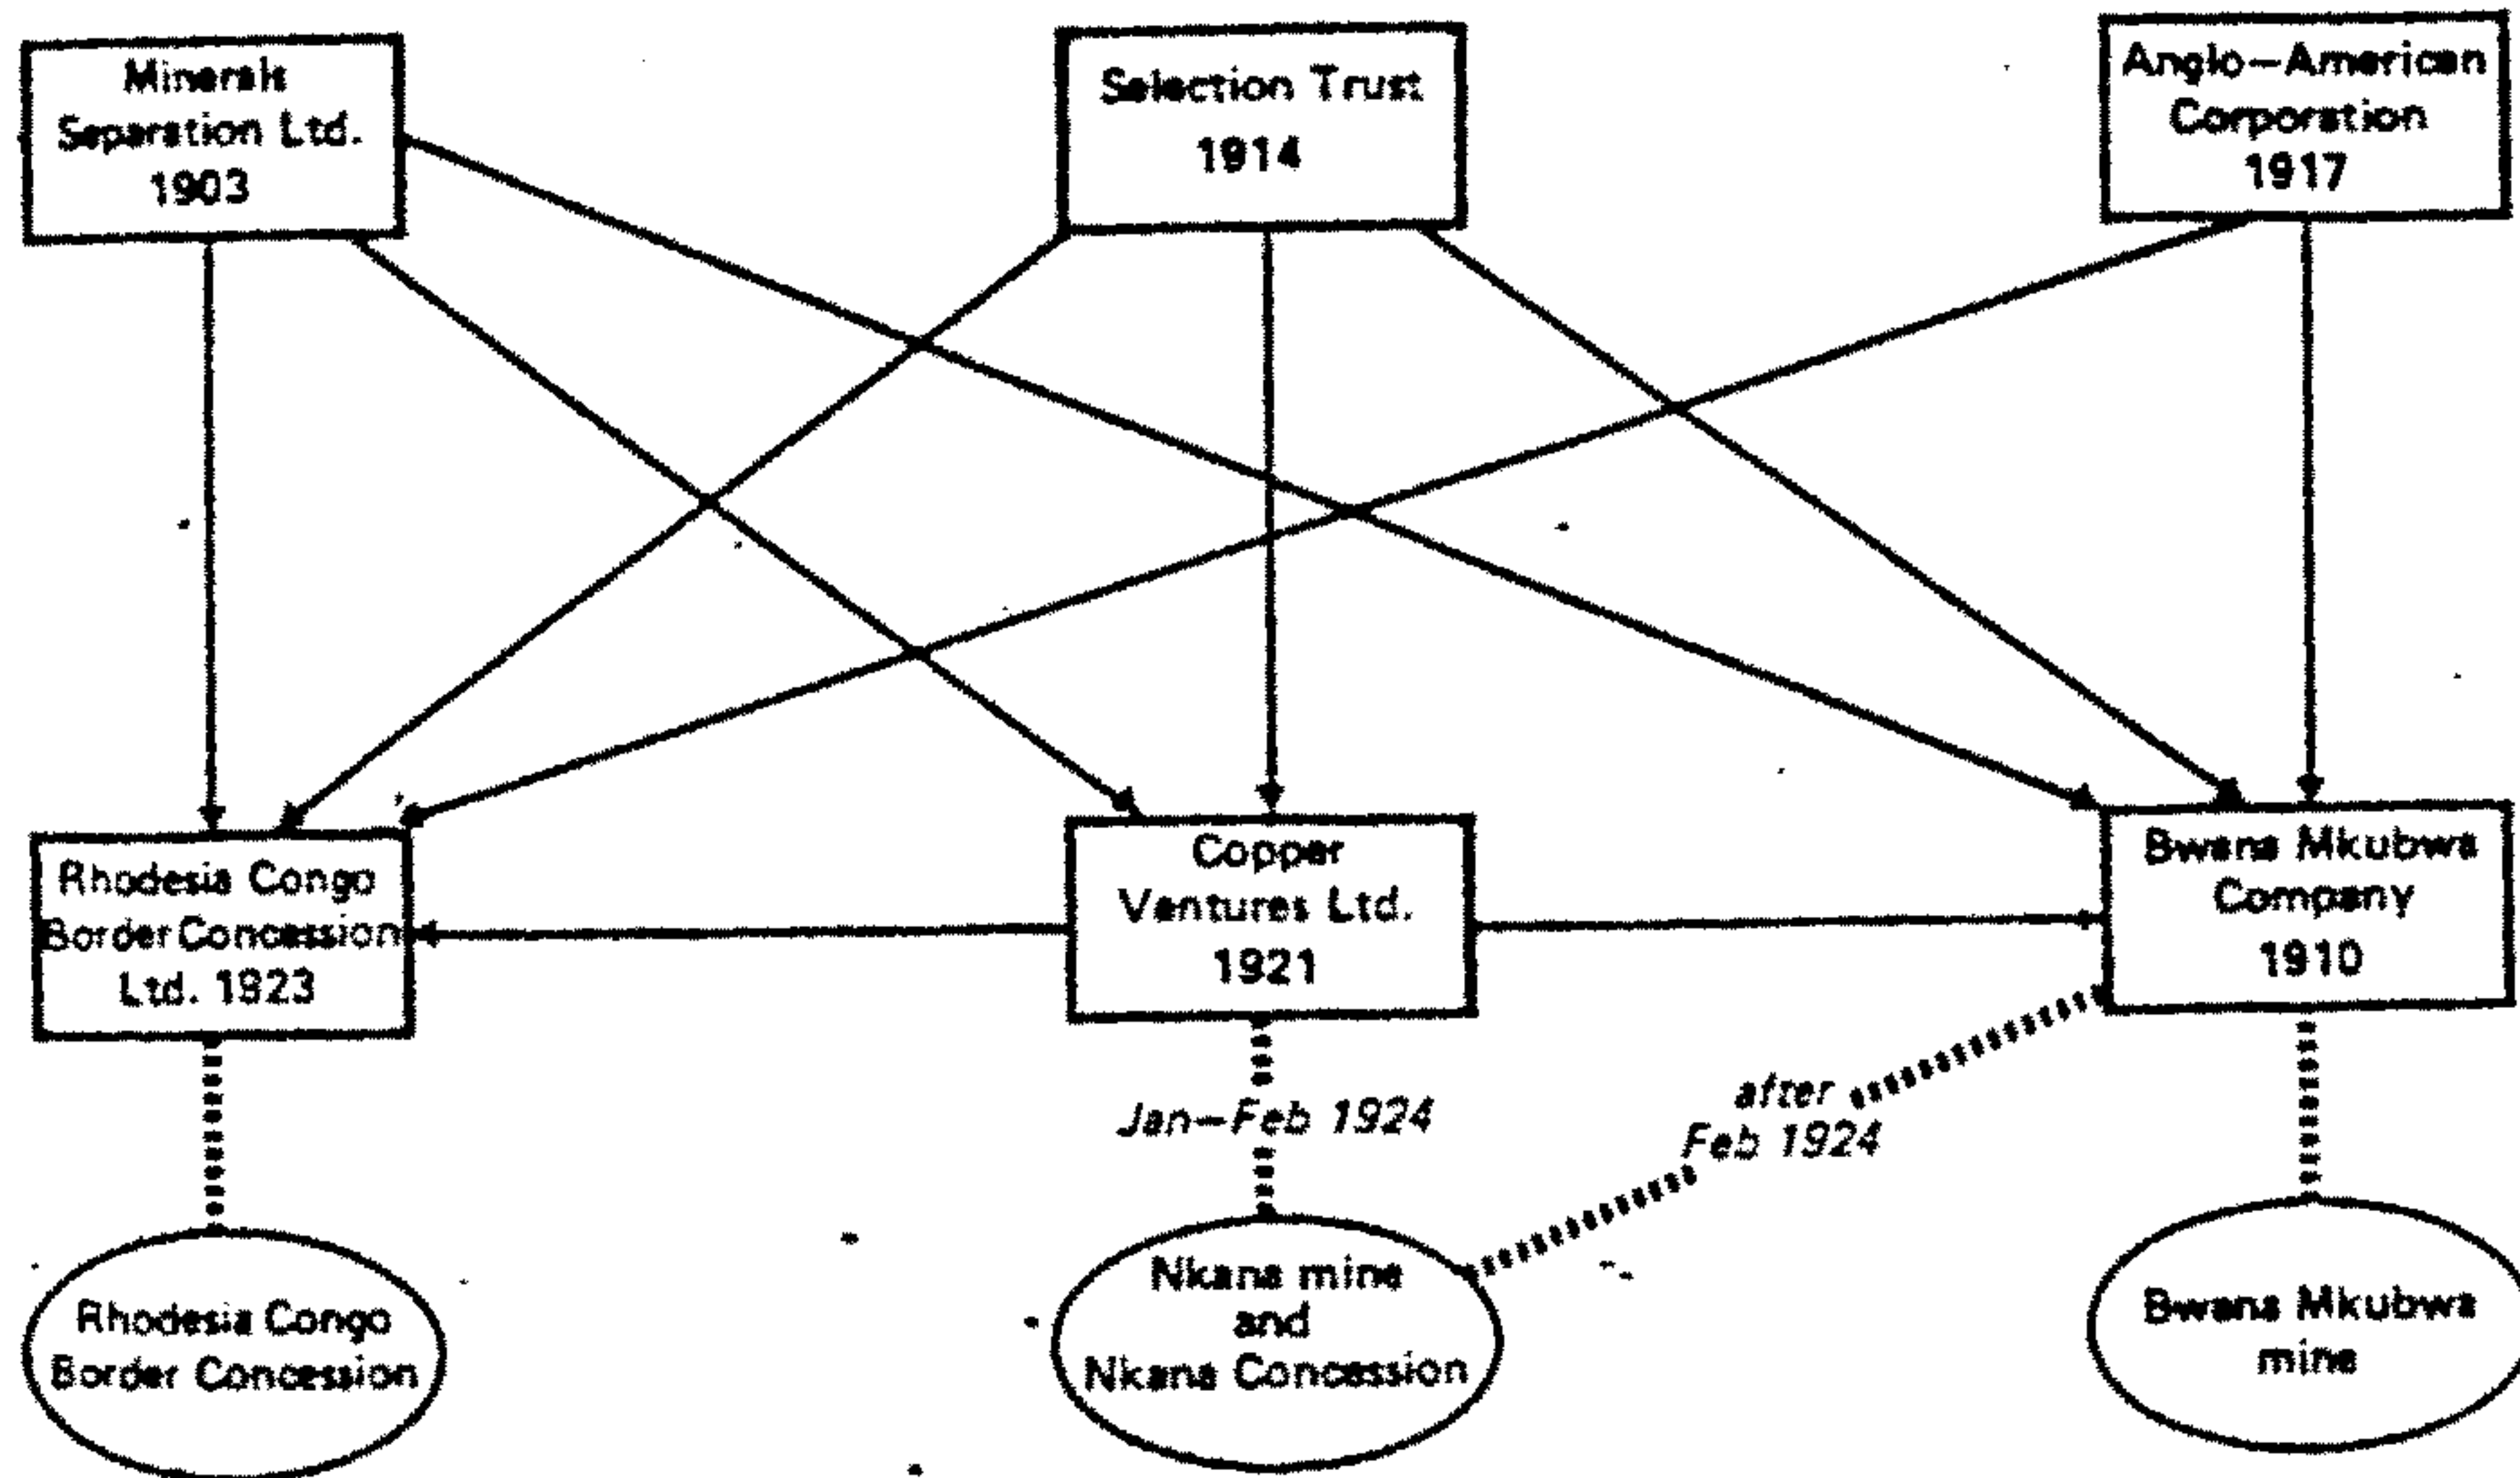 Minerals
Separation Ltd.
1903
Selection Trust
1914
Anglo-American
Corporation
1917
Rhodesia Congo
Border Concession
Ltd. 1923
Copper
Ventures Ltd.
1921
Bwana Mkubwa
Company
1910
Jan-Feb 1924
after
Feb 1924
Rhodesia Congo
Border Concession
Nkana mine
and
Nkana Concession
Bwana Mkubwa
mine